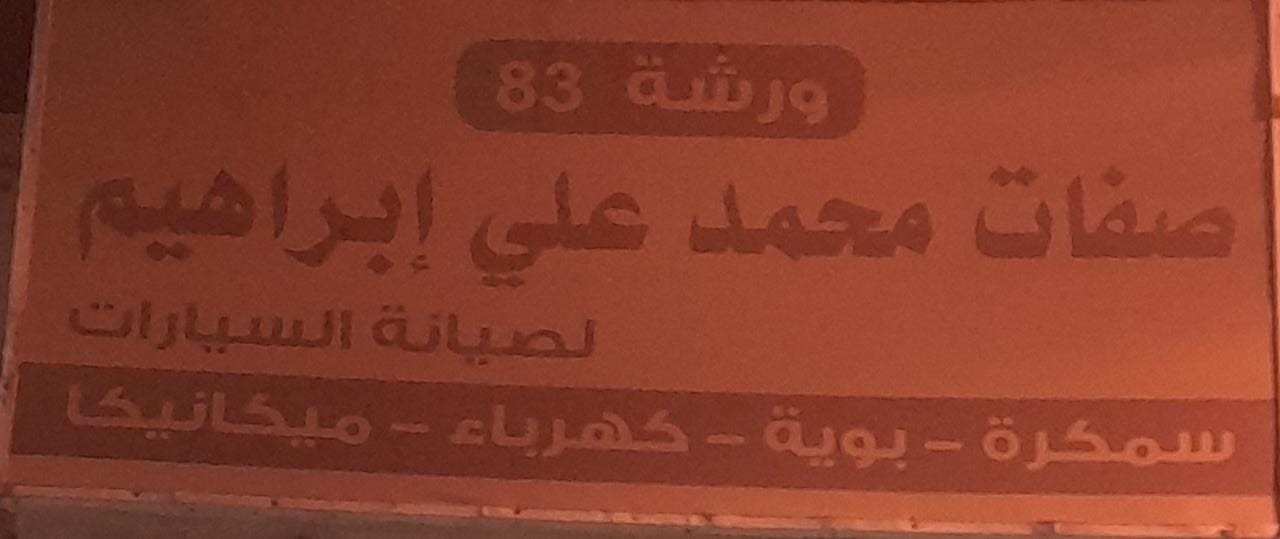 ورشة 83
صفات محمد علي إبراهيم
لصيانة السيارات
سمكرة - بوية - كهرباء - ميكانيكا